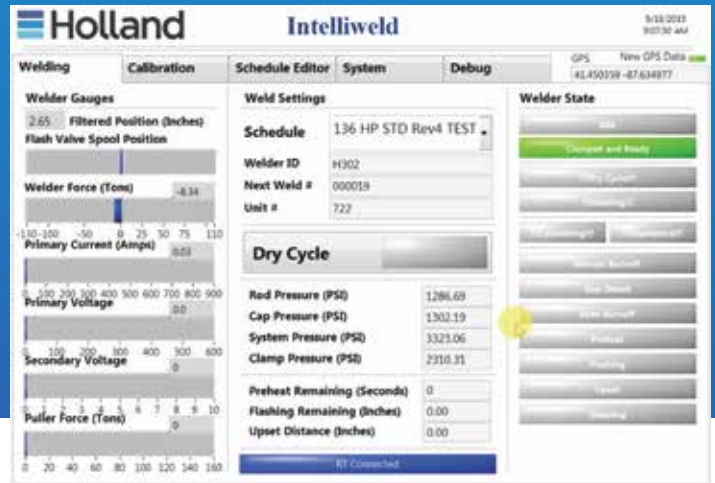 Holland
Intelliweld
9/18/2013
9:07:50 AM
Welding
Calibration
Schedule Editor
System
Debug
GPS New GPS Data
41.450159 -87.634977
Welder Gauges
2.65 Filtered Position (Inches)
Flash Valve Spool Position
Welder Force (Tons)
-8.34
-50 0 25 50 75 110
Primary Current (Amps)
0.03
0 100 200 300 400 500 600 700 800 900
Primary Voltage
0.0
0 100 200 300 400 500 600
Secondary Voltage
0
0 1 2 3 4 5 6 7 8 9 10
Puller Force (Tons)
0
0 20 40 60 80 100 120 140 160
Weld Settings
Schedule
136 HP STD Rev4 TEST
Welder ID
H302
Next Weld #
000019
Unit #
722
Dry Cycle
Rod Pressure (PSI)
1286.69
Cap Pressure (PSI)
1302.19
System Pressure (PSI)
3323.06
Clamp Pressure (PSI)
2310.31
Preheat Remaining (Seconds)
0
Flashing Remaining (Inches)
0.00
Upset Distance (Inches)
0.00
RT Connected
Welder State
Idle
Clamped and Ready
Preheat
Flashing
Upset